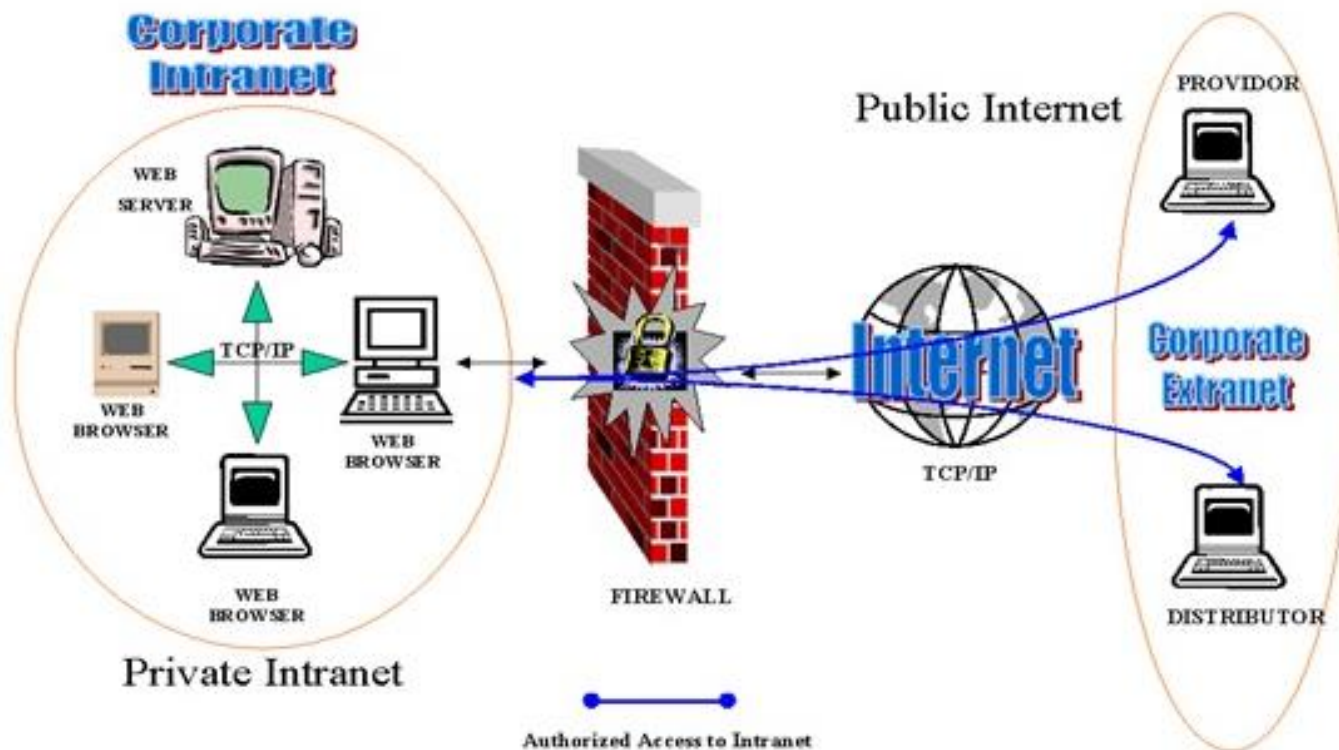 Corporate
Intranet
WEB
SERVER
TCP/IP
WEB
BROWSER
WEB
BROWSER
WEB
BROWSER
Private Intranet
FIREWALL
Authorized Access to Intranet
Public Internet
Internet
TCP/IP
PROVIDOR
Corporate
Extranet
DISTRIBUTOR